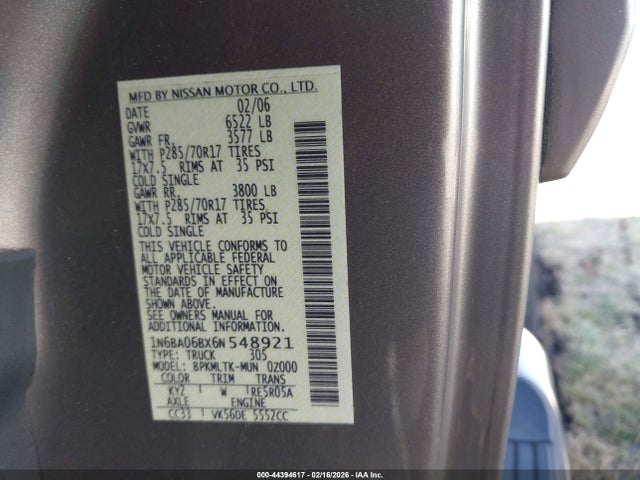 MFD BY NISSAN MOTOR CO., LTD.
DATE 02/06
GVWR 6522 LB
GAWR FR. 3577 LB
WITH P285/70R17 TIRES
17X7.5 RIMS AT 35 PSI
COLD SINGLE
GAWR RR. 3800 LB
WITH P285/70R17 TIRES
17X7.5 RIMS AT 35 PSI
COLD SINGLE
THIS VEHICLE CONFORMS TO
ALL APPLICABLE FEDERAL
MOTOR VEHICLE SAFETY
STANDARDS IN EFFECT ON
THE DATE OF MANUFACTURE
SHOWN ABOVE.
SEE OWNERS MANUAL FOR
ADDITIONAL INFORMATION.
1N6BA06BX6N548921
TYPE: TRUCK 305
MODEL: BPKMLTK-MUN 0Z000
COLOR TRIM TRANS
KY2 W RE5R05A
AXLE ENGINE
CC33 VK56DE 5552CC
000-44394617 - 02/16/2026 - IAA Inc.